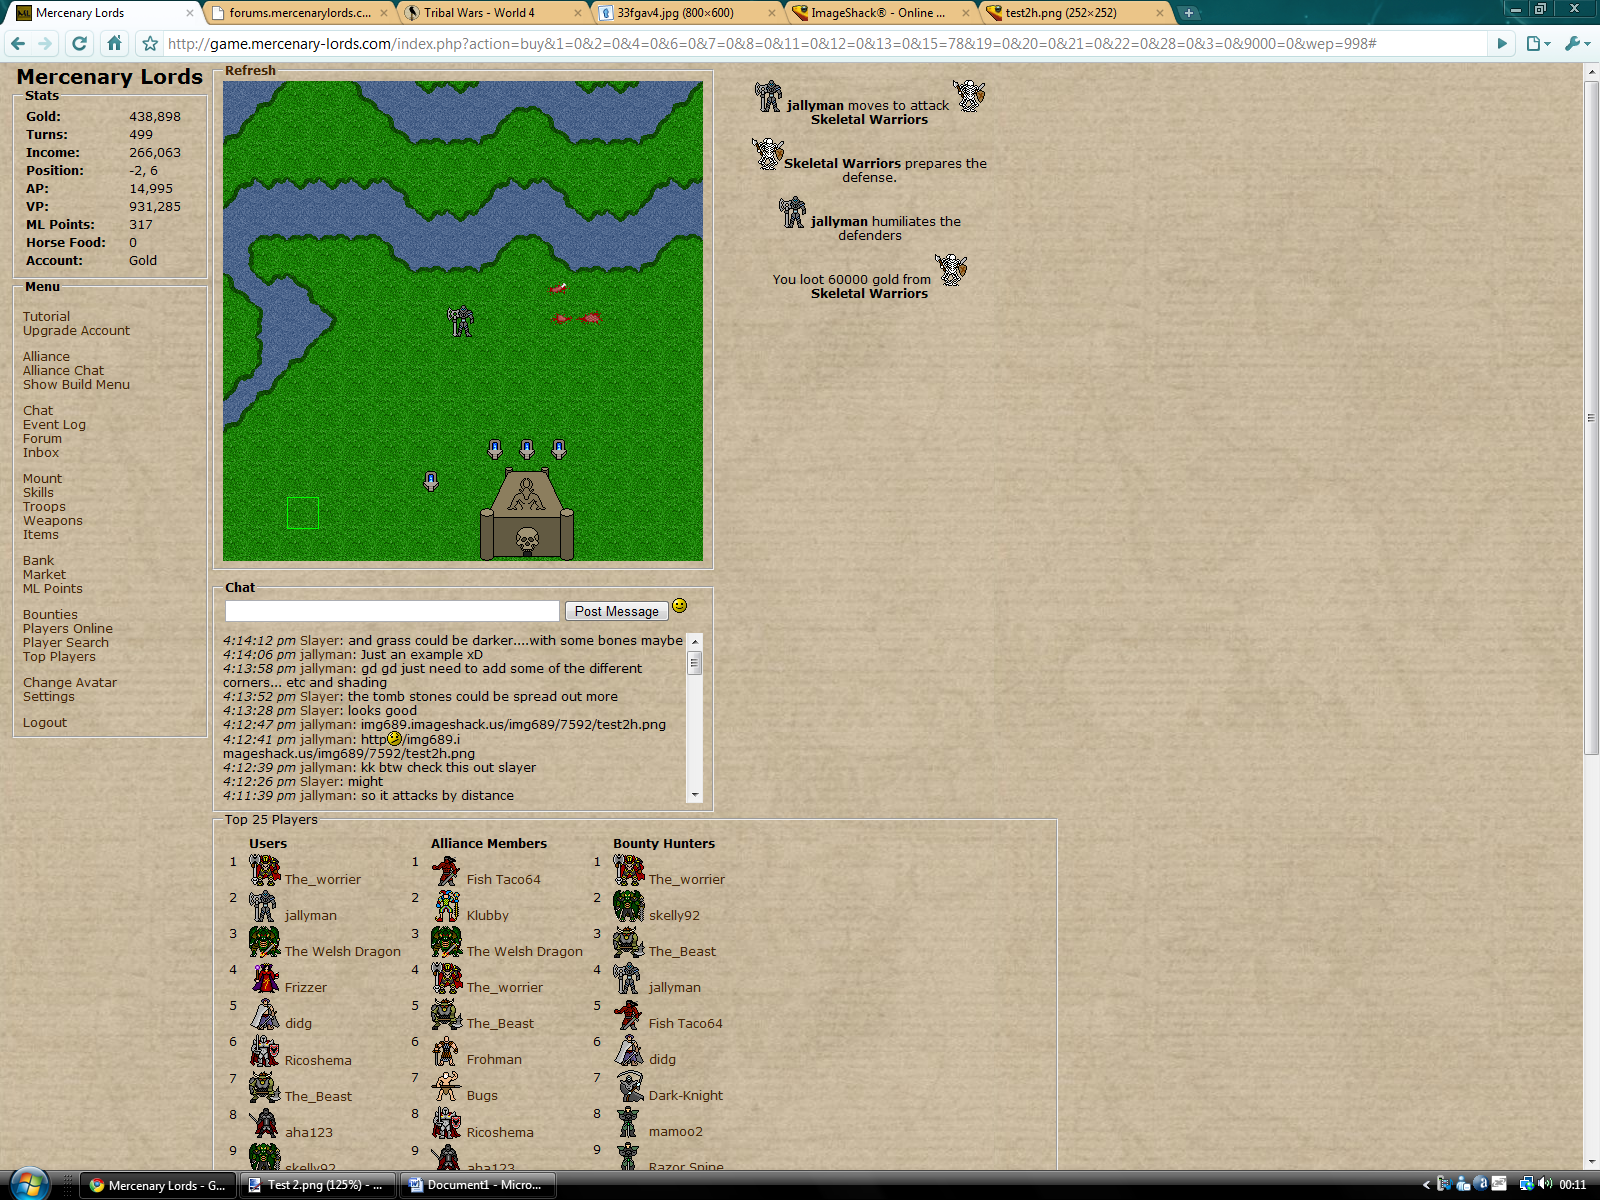 Mercenary Lords
forums.mercenarylords.c...
Tribal Wars - World 4
33fgav4.jpg (800×600)
ImageShack® - Online ...
test2h.png (252×252)
http://game.mercenary-lords.com/index.php?action=buy&1=0&2=0&4=0&6=0&7=0&8=0&11=0&12=0&13=0&15=78&19=0&20=0&21=0&22=0&28=0&3=0&9000=0&wep=998#
Mercenary Lords
Stats
Gold: 438,898
Turns: 499
Income: 266,063
Position: -2, 6
AP: 14,995
VP: 931,285
ML Points: 317
Horse Food: 0
Account: Gold
Menu
Tutorial
Upgrade Account
Alliance
Alliance Chat
Show Build Menu
Chat
Event Log
Forum
Inbox
Mount
Skills
Troops
Weapons
Items
Bank
Market
ML Points
Bounties
Players Online
Player Search
Top Players
Change Avatar
Settings
Logout
Refresh
jallyman moves to attack
Skeletal Warriors
Skeletal Warriors prepares the
defense.
jallyman humiliates the
defenders
You loot 60000 gold from
Skeletal Warriors
Chat
Post Message
4:14:12 pm Slayer: and grass could be darker....with some bones maybe
4:14:06 pm jallyman: Just an example xD
4:13:58 pm jallyman: gd gd just need to add some of the different
corners... etc and shading
4:13:52 pm Slayer: the tomb stones could be spread out more
4:13:28 pm Slayer: looks good
4:12:47 pm jallyman: img689.imageshack.us/img689/7592/test2h.png
4:12:41 pm jallyman: http /img689.i
mageshack.us/img689/7592/test2h.png
4:12:39 pm jallyman: kk btw check this out slayer
4:12:26 pm Slayer: might
4:11:39 pm jallyman: so it attacks by distance
Top 25 Players
Users
1 The_worrier
2 jallyman
3 The Welsh Dragon
4 Frizzer
5 didg
6 Ricoshema
7 The_Beast
8 aha123
9 skelly92
Alliance Members
1 Fish Taco64
2 Klubby
3 The Welsh Dragon
4 The_worrier
5 The_Beast
6 Frohman
7 Bugs
8 Ricoshema
9 aha123
Bounty Hunters
1 The_worrier
2 skelly92
3 The_Beast
4 jallyman
5 Fish Taco64
6 didg
7 Dark-Knight
8 mamoo2
9 Razor Spine
Mercenary Lords - G...
Test 2.png (125%) - ...
Document1 - Micro...
00:11